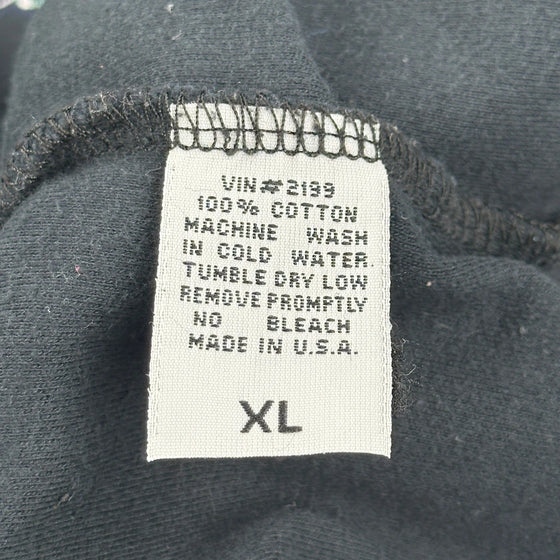 VIN#2199
100% COTTON
MACHINE WASH
IN COLD WATER.
TUMBLE DRY LOW
REMOVE PROMPTLY
NO BLEACH
MADE IN U.S.A.
XL